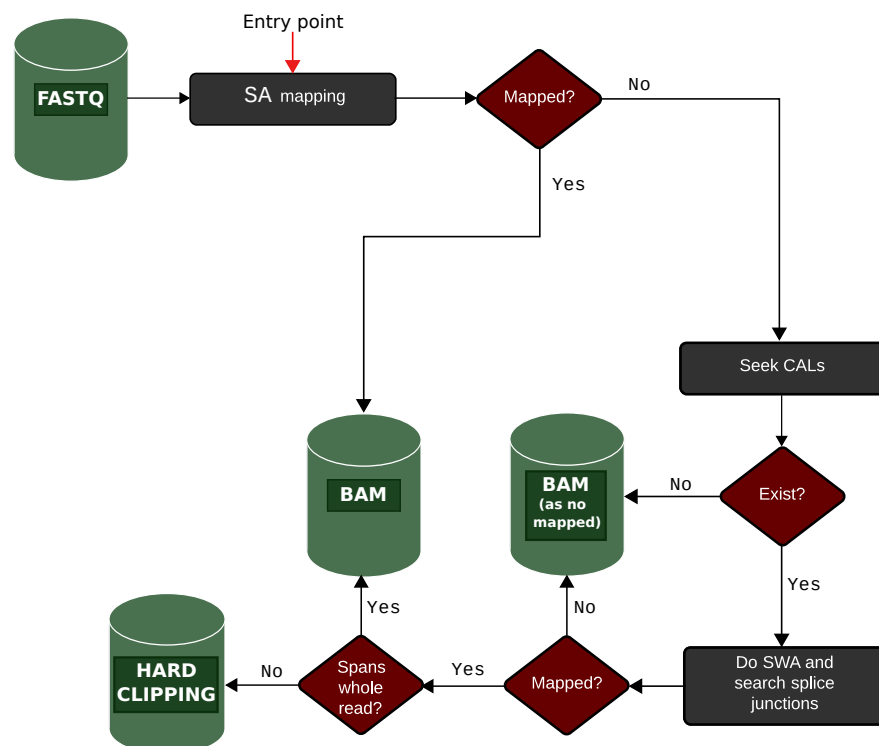 Entry point
FASTQ
SA mapping
Mapped?
No
Yes
Seek CALs
BAM
BAM
(as no
mapped)
No
Exist?
Yes
Yes
No
HARD
CLIPPING
No
Spans
whole
read?
Yes
Mapped?
Do SWA and
search splice
junctions